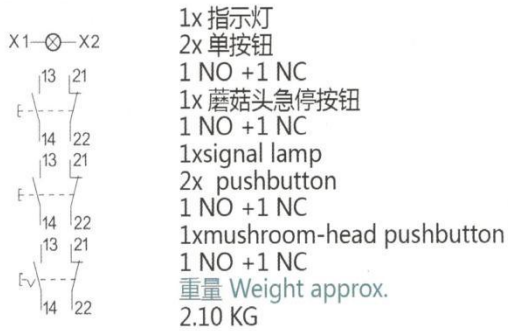 1x 指示灯
X1 X2
2x 单按钮
1 NO +1 NC
13 21
1x 蘑菇头急停按钮
1 NO +1 NC
14 22
1xsignal lamp
13 21
2x pushbutton
1 NO +1 NC
14 22
1xmushroom-head pushbutton
13 21
1 NO +1 NC
重量 Weight approx.
14 22
2.10 KG